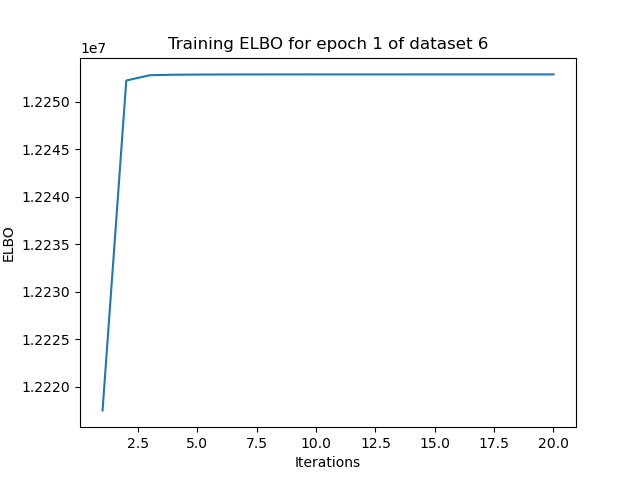 Training ELBO for epoch 1 of dataset 6
1e7
1.2250
1.2245
1.2240
1.2235
1.2230
1.2225
1.2220
ELBO
2.5 5.0 7.5 10.0 12.5 15.0 17.5 20.0
Iterations